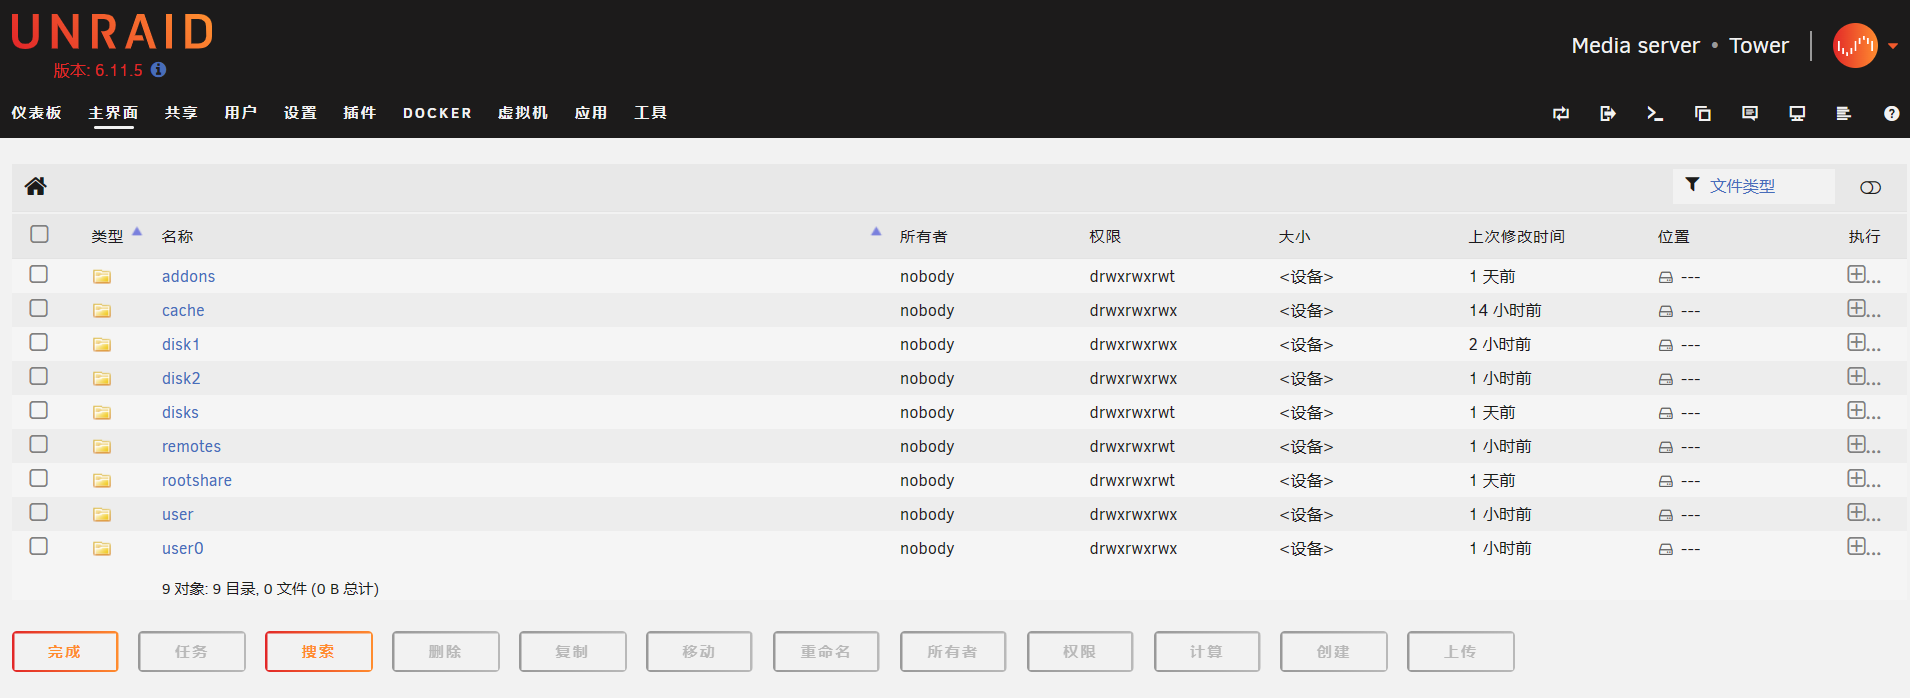 UNRAID
版本: 6.11.5
Media server • Tower
仪表板 主界面 共享 用户 设置 插件 DOCKER 虚拟机 应用 工具
文件类型
类型 名称 所有者 权限 大小 上次修改时间 位置 执行
addons nobody drwxrwxrwt <设备> 1 天前 --- ...
cache nobody drwxrwxrwx <设备> 14 小时前 --- ...
disk1 nobody drwxrwxrwx <设备> 2 小时前 --- ...
disk2 nobody drwxrwxrwx <设备> 1 小时前 --- ...
disks nobody drwxrwxrwt <设备> 1 天前 --- ...
remotes nobody drwxrwxrwt <设备> 1 小时前 --- ...
rootshare nobody drwxrwxrwt <设备> 1 天前 --- ...
user nobody drwxrwxrwx <设备> 1 小时前 --- ...
user0 nobody drwxrwxrwx <设备> 1 小时前 --- ...
9 对象: 9 目录, 0 文件 (0 B 总计)
完成 任务 搜索 删除 复制 移动 重命名 所有者 权限 计算 创建 上传